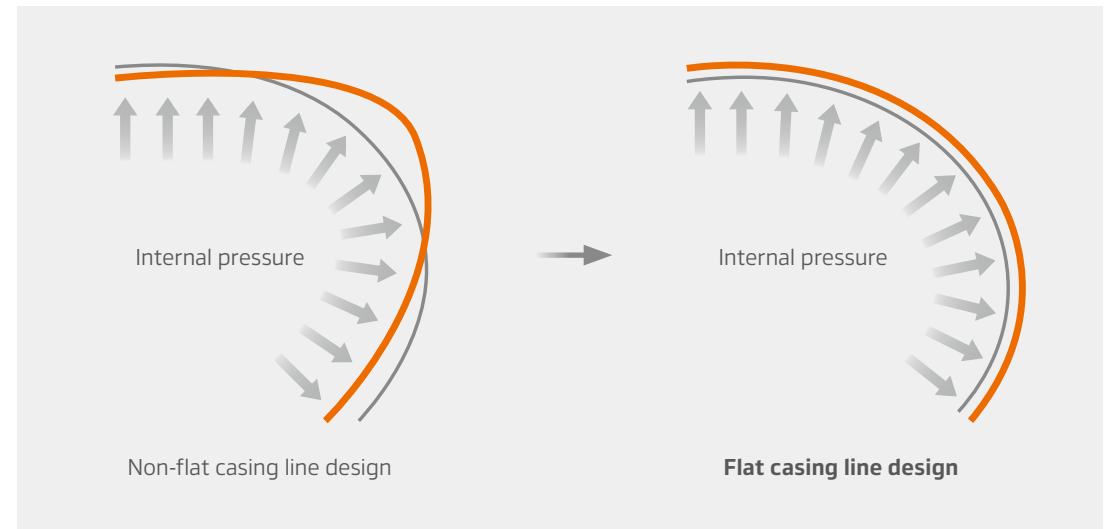 Internal pressure
Internal pressure
Non-flat casing line design
Flat casing line design